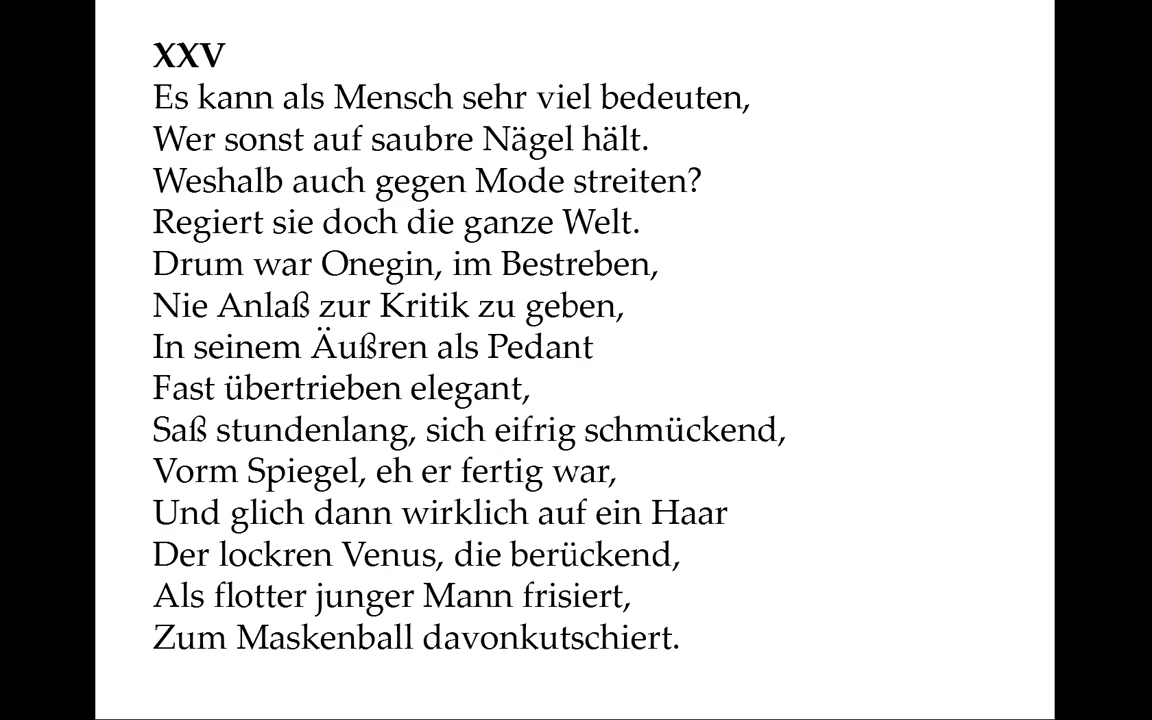 XXV
Es kann als Mensch sehr viel bedeuten,
Wer sonst auf saubre Nägel hält.
Weshalb auch gegen Mode streiten?
Regiert sie doch die ganze Welt.
Drum war Onegin, im Bestreben,
Nie Anlaß zur Kritik zu geben,
In seinem Äußren als Pedant
Fast übertrieben elegant,
Saß stundenlang, sich eifrig schmückend,
Vorm Spiegel, eh er fertig war,
Und glich dann wirklich auf ein Haar
Der lockren Venus, die berückend,
Als flotter junger Mann frisiert,
Zum Maskenball davonkutschiert.